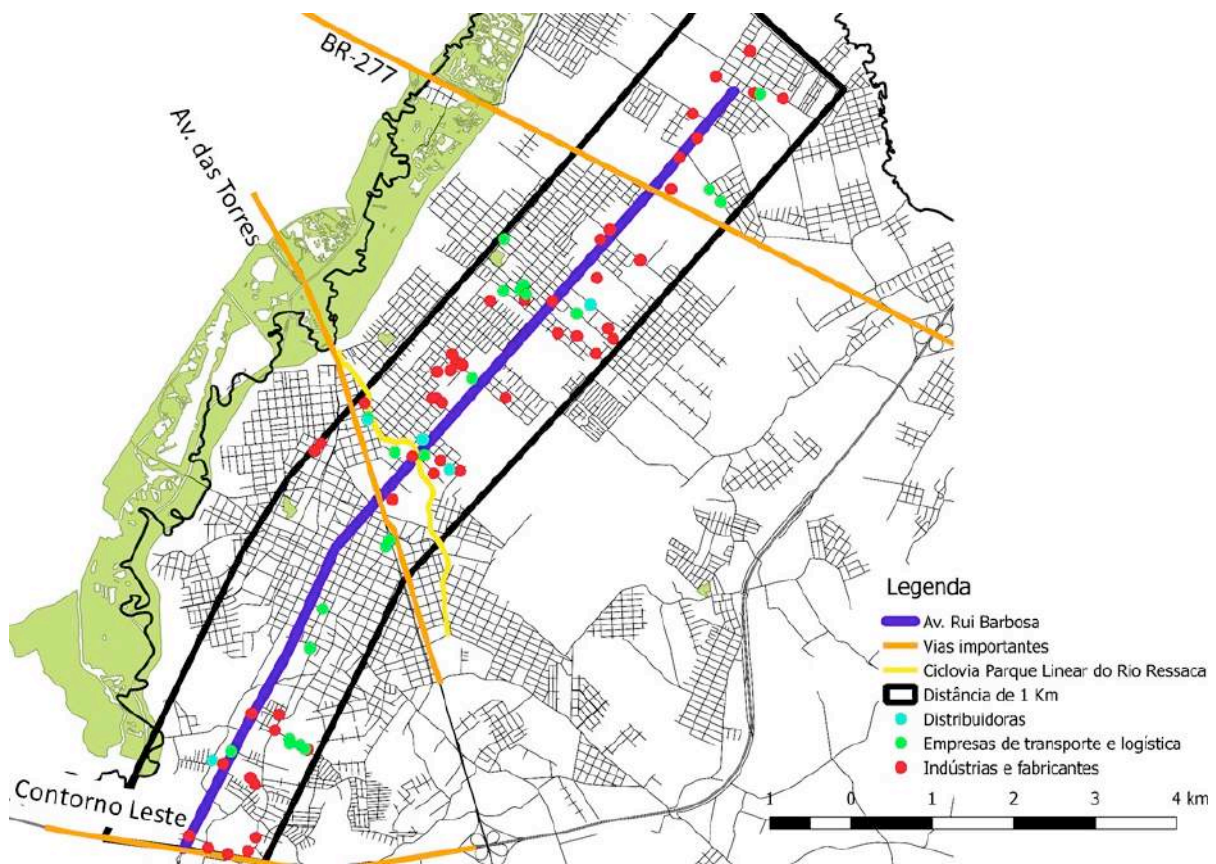 BR-277
Av. das Torres
Contorno Leste
Legenda
Av. Rui Barbosa
Vias importantes
Ciclovia Parque Linear do Rio Ressaca
Distância de 1 Km
Distribuidoras
Empresas de transporte e logística
Indústrias e fabricantes
1 0 1 2 3 4 km